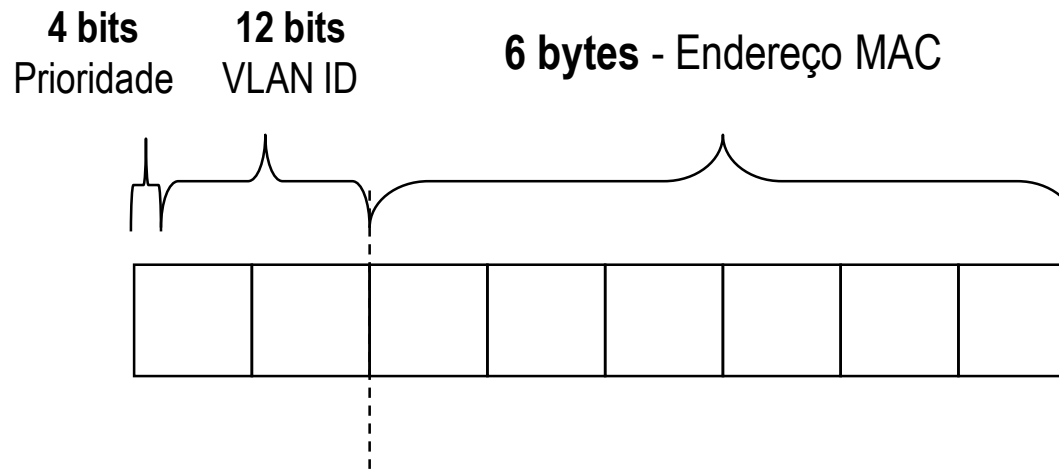 4 bits
Prioridade
12 bits
VLAN ID
6 bytes - Endereço MAC